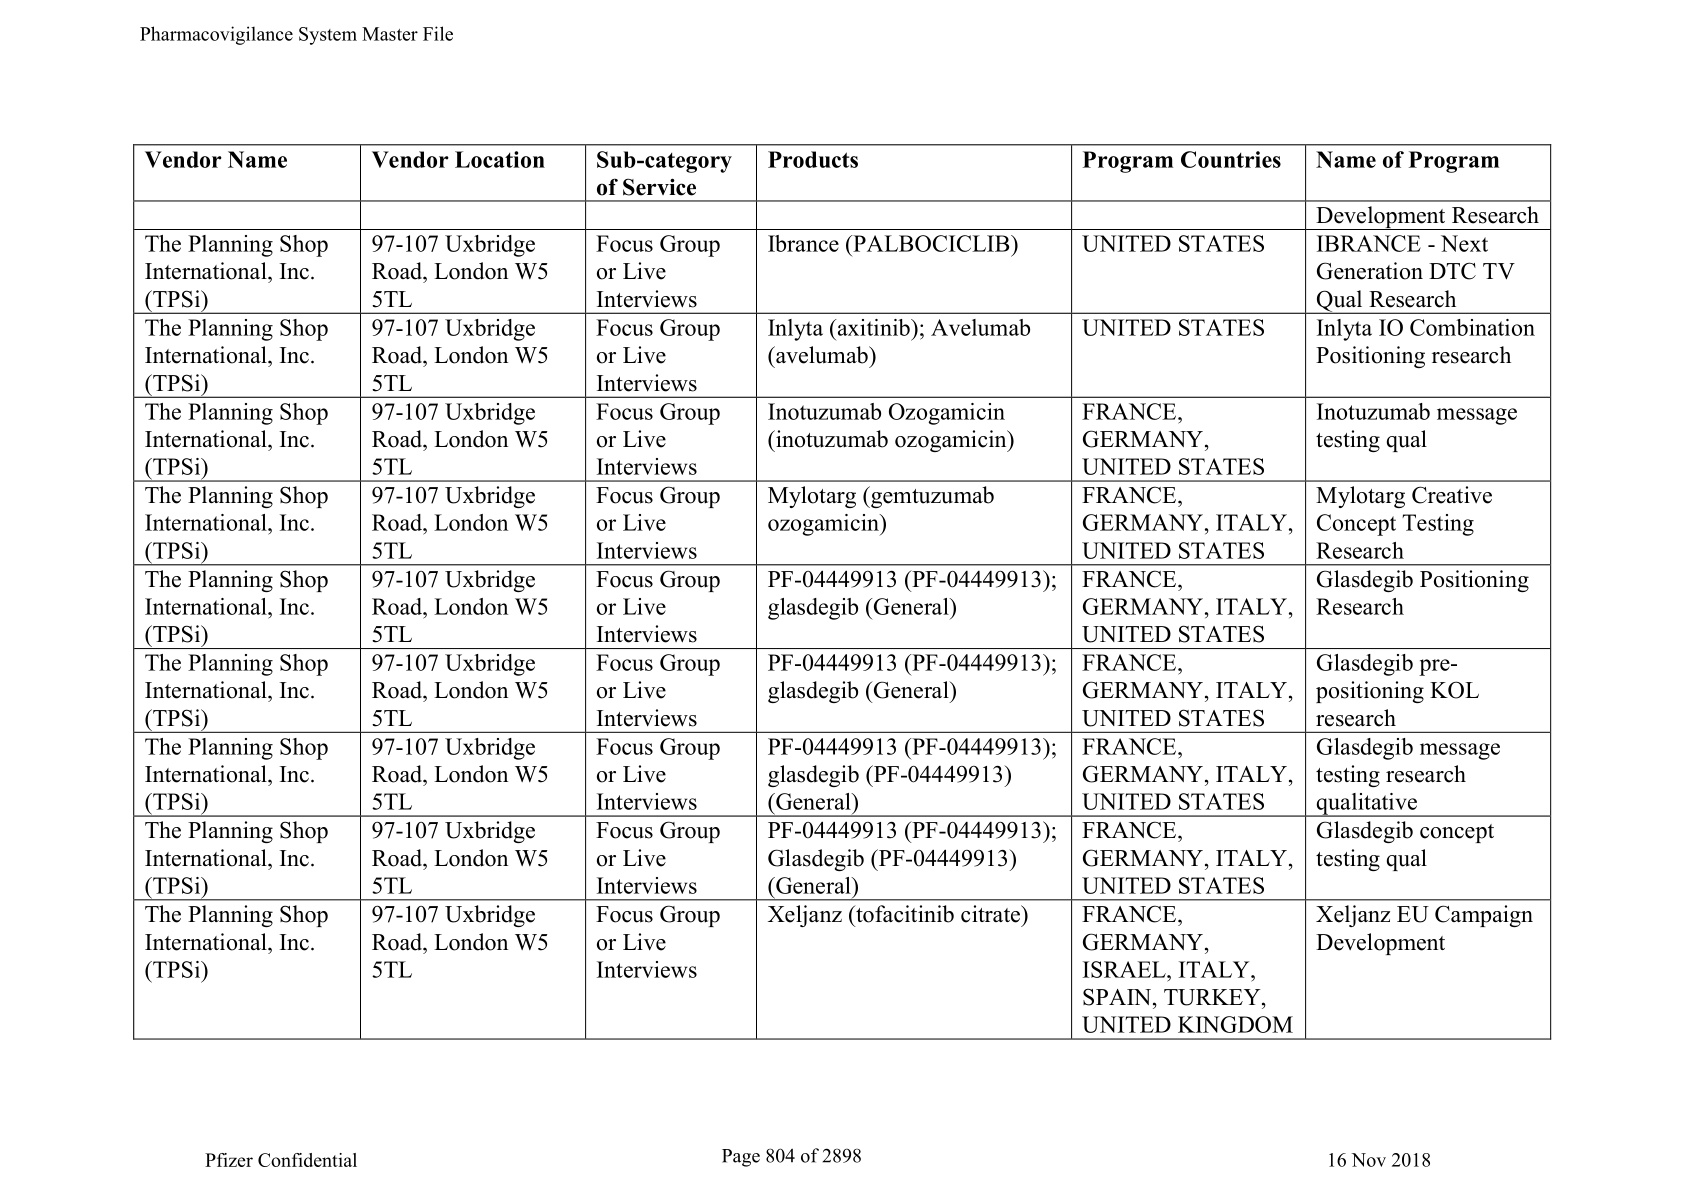 Pharmacovigilance System Master File
Vendor Name
Vendor Location
Sub-category
of Service
Products
Program Countries
Name of Program
Development Research
The Planning Shop
International, Inc.
(TPSi)
97-107 Uxbridge
Road, London W5
5TL
Focus Group
or Live
Interviews
Ibrance (PALBOCICLIB)
UNITED STATES
IBRANCE - Next
Generation DTC TV
Qual Research
The Planning Shop
International, Inc.
(TPSi)
97-107 Uxbridge
Road, London W5
5TL
Focus Group
or Live
Interviews
Inlyta (axitinib); Avelumab
(avelumab)
UNITED STATES
Inlyta IO Combination
Positioning research
The Planning Shop
International, Inc.
(TPSi)
97-107 Uxbridge
Road, London W5
5TL
Focus Group
or Live
Interviews
Inotuzumab Ozogamicin
(inotuzumab ozogamicin)
FRANCE,
GERMANY,
UNITED STATES
Inotuzumab message
testing qual
The Planning Shop
International, Inc.
(TPSi)
97-107 Uxbridge
Road, London W5
5TL
Focus Group
or Live
Interviews
Mylotarg (gemtuzumab
ozogamicin)
FRANCE,
GERMANY, ITALY,
UNITED STATES
Mylotarg Creative
Concept Testing
Research
The Planning Shop
International, Inc.
(TPSi)
97-107 Uxbridge
Road, London W5
5TL
Focus Group
or Live
Interviews
PF-04449913 (PF-04449913);
glasdegib (General)
FRANCE,
GERMANY, ITALY,
UNITED STATES
Glasdegib Positioning
Research
The Planning Shop
International, Inc.
(TPSi)
97-107 Uxbridge
Road, London W5
5TL
Focus Group
or Live
Interviews
PF-04449913 (PF-04449913);
glasdegib (General)
FRANCE,
GERMANY, ITALY,
UNITED STATES
Glasdegib pre-
positioning KOL
research
The Planning Shop
International, Inc.
(TPSi)
97-107 Uxbridge
Road, London W5
5TL
Focus Group
or Live
Interviews
PF-04449913 (PF-04449913);
glasdegib (PF-04449913)
(General)
FRANCE,
GERMANY, ITALY,
UNITED STATES
Glasdegib message
testing research
qualitative
The Planning Shop
International, Inc.
(TPSi)
97-107 Uxbridge
Road, London W5
5TL
Focus Group
or Live
Interviews
PF-04449913 (PF-04449913);
Glasdegib (PF-04449913)
(General)
FRANCE,
GERMANY, ITALY,
UNITED STATES
Glasdegib concept
testing qual
The Planning Shop
International, Inc.
(TPSi)
97-107 Uxbridge
Road, London W5
5TL
Focus Group
or Live
Interviews
Xeljanz (tofacitinib citrate)
FRANCE,
GERMANY,
ISRAEL, ITALY,
SPAIN, TURKEY,
UNITED KINGDOM
Xeljanz EU Campaign
Development
Pfizer Confidential
Page 804 of 2898
16 Nov 2018